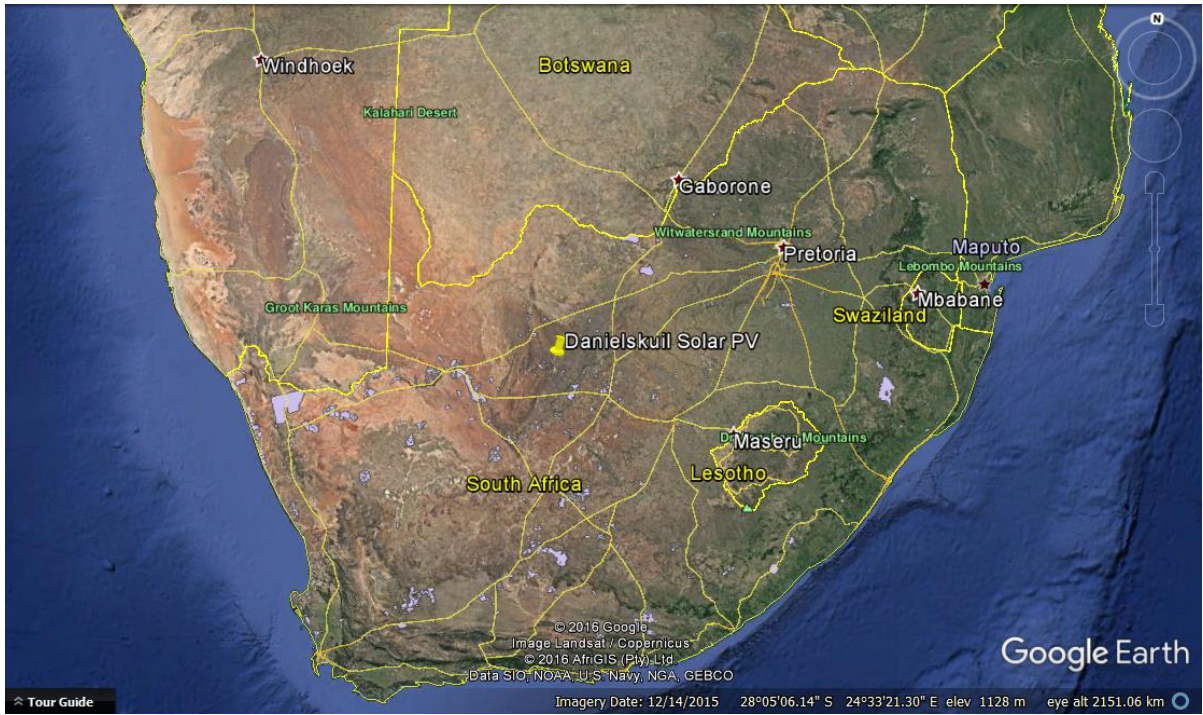 N
Windhoek
Botswana
Kalahari Desert
Gaborone
Witwatersrand Mountains
Pretoria
Maputo
Lebombo Mountains
Mbabane
Groot Karas Mountains
Swaziland
Danielskuil Solar PV
Mountains
Maseru
Lesotho
South Africa
© 2016 Google
Image Landsat / Copernicus
© 2016 AfriGIS (Pty) Ltd.
Data SIO, NOAA, U.S. Navy, NGA, GEBCO
Google Earth
Tour Guide
Imagery Date: 12/14/2015 28°05'06.14" S 24°33'21.30" E elev 1128 m eye alt 2151.06 km